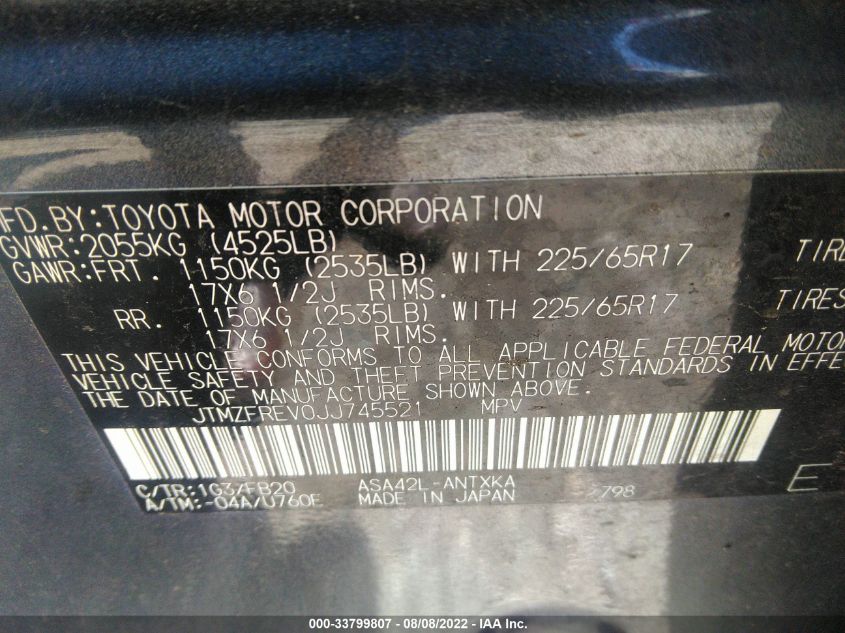 MFD.BY:TOYOTA MOTOR CORPORATION
GVWR:2055KG (4525LB)
GAWR:FRT. 1150KG (2535LB) WITH 225/65R17 TIRE
17X6 1/2J RIMS.
RR. 1150KG (2535LB) WITH 225/65R17 TIRES
17X6 1/2J RIMS.
THIS VEHICLE CONFORMS TO ALL APPLICABLE FEDERAL MOTOR
VEHICLE SAFETY AND THEFT PREVENTION STANDARDS IN EFFE
THE DATE OF MANUFACTURE SHOWN ABOVE.
JTMZFREV0JJ745521 MPV
C/TR:1G3/FB20 ASA42L-ANTXKA 798 E
A/TM:-04A/U760E MADE IN JAPAN
000-33799807 - 08/08/2022 - IAA Inc.